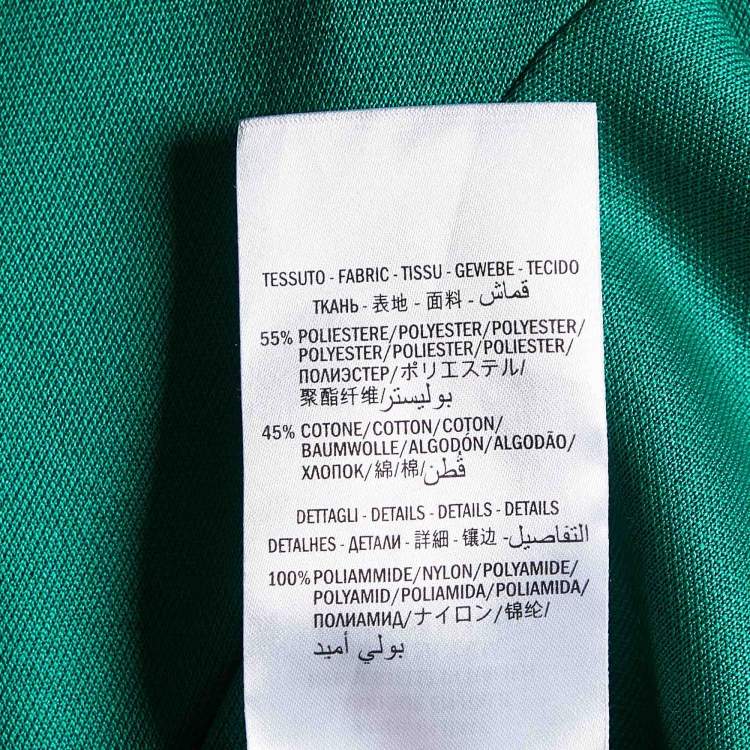 TESSUTO - FABRIC - TISSU - GEWEBE - TECIDO
ТКАНЬ - 表地 - 面料 - قماش
55% POLIESTERE/POLYESTER/POLYESTER/
POLYESTER/POLIESTER/POLIESTER/
ПОЛИЭСТЕР/ポリエステル/
聚酯纤维/بوليستر
45% COTONE/COTTON/COTON/
BAUMWOLLE/ALGODÓN/ALGODÃO/
ХЛОПОК/綿/棉/قُطن
DETTAGLI - DETAILS - DETAILS - DETAILS
DETALHES - ДЕТАЛИ - 詳細 - 镶边 -التفاصيل
100% POLIAMMIDE/NYLON/POLYAMIDE/
POLYAMID/POLIAMIDA/POLIAMIDA/
ПОЛИАМИД/ナイロン/锦纶/
بولي أميد